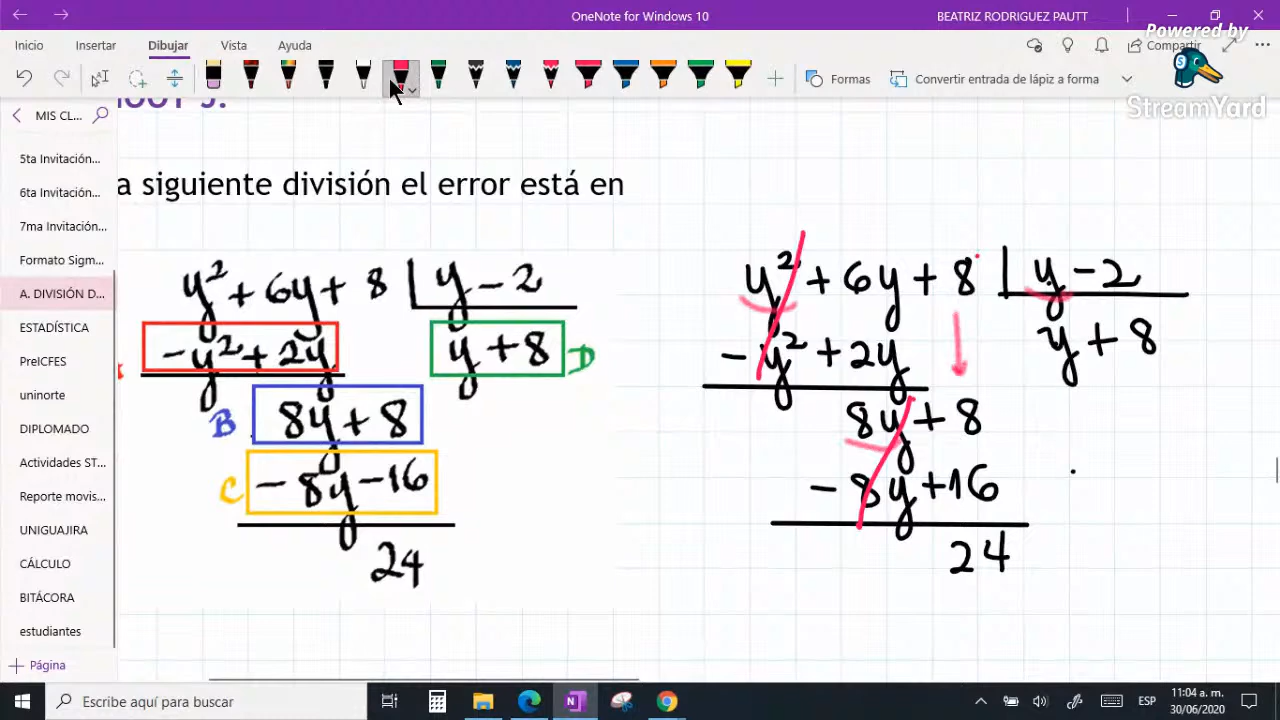 OneNote for Windows 10
BEATRIZ RODRIGUEZ PAUTT
Powered by
StreamYard
Inicio
Insertar
Dibujar
Vista
Ayuda
Compartir
Formas
Convertir entrada de lápiz a forma
MIS CL...
5ta Invitación...
6ta Invitación...
7ma Invitación...
Formato Sigm...
A. DIVISIÓN D...
ESTADÍSTICA
PreICFES
uninorte
DIPLOMADO
Actividades ST...
Reporte movis...
UNIGUAJIRA
CÁLCULO
BITÁCORA
estudiantes
Página
a siguiente división el error está en
y² + 6y + 8 | y - 2
- y² + 2y
y + 8 D
B 8y + 8
C - 8y - 16
24
y² + 6y + 8 | y - 2
- y² + 2y
y + 8
8y + 8
- 8y + 16
24
Escribe aquí para buscar
ESP
11:04 a. m.
30/06/2020